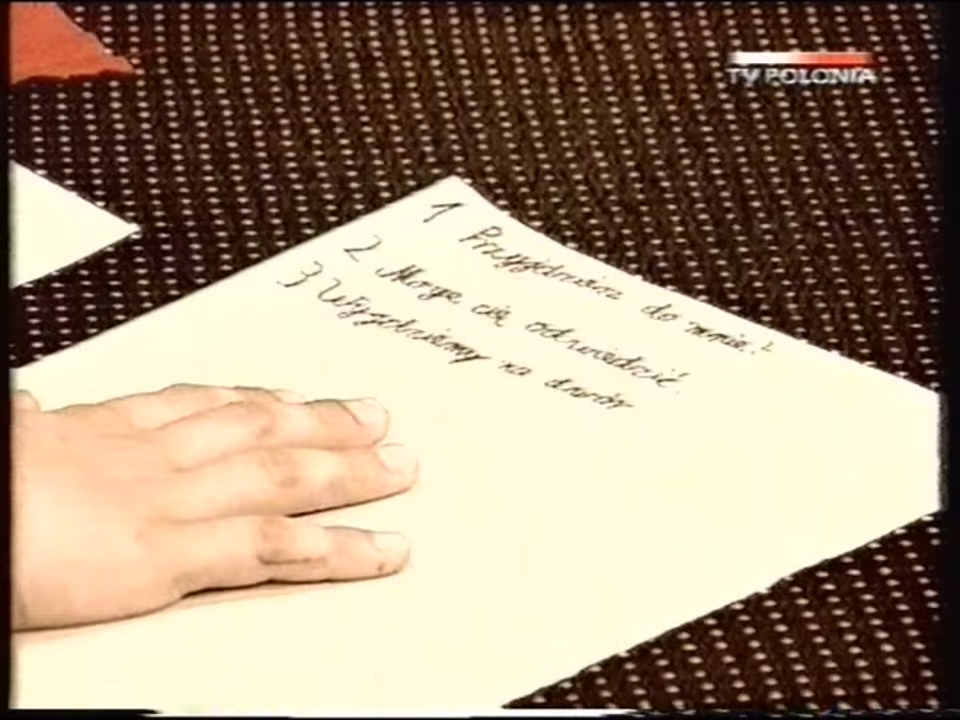 TV POLONIA
1 Przyjdziesz do mnie?
2 Mogę cię odwiedzić.
3 Wyjdziemy na dwór